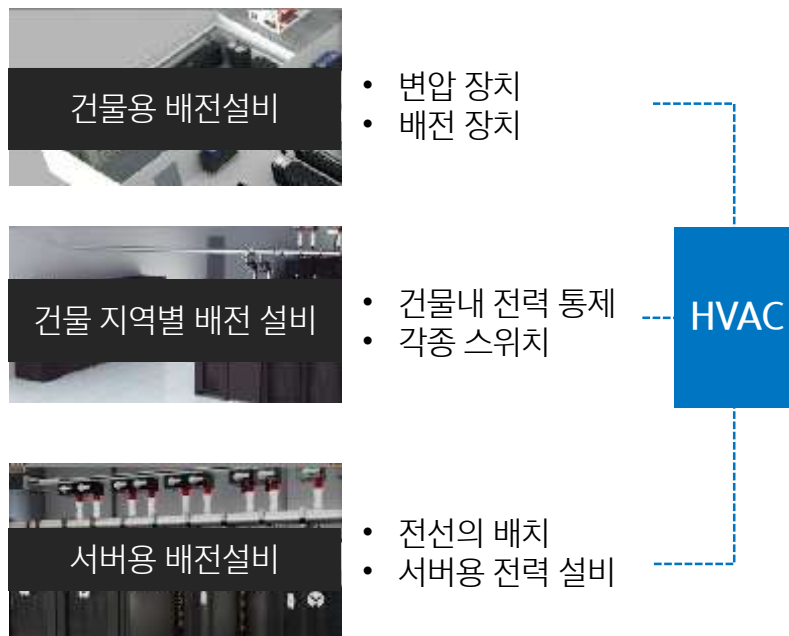 건물용 배전설비
• 변압 장치
• 배전 장치
건물 지역별 배전 설비
• 건물내 전력 통제
• 각종 스위치
HVAC
서버용 배전설비
• 전선의 배치
• 서버용 전력 설비